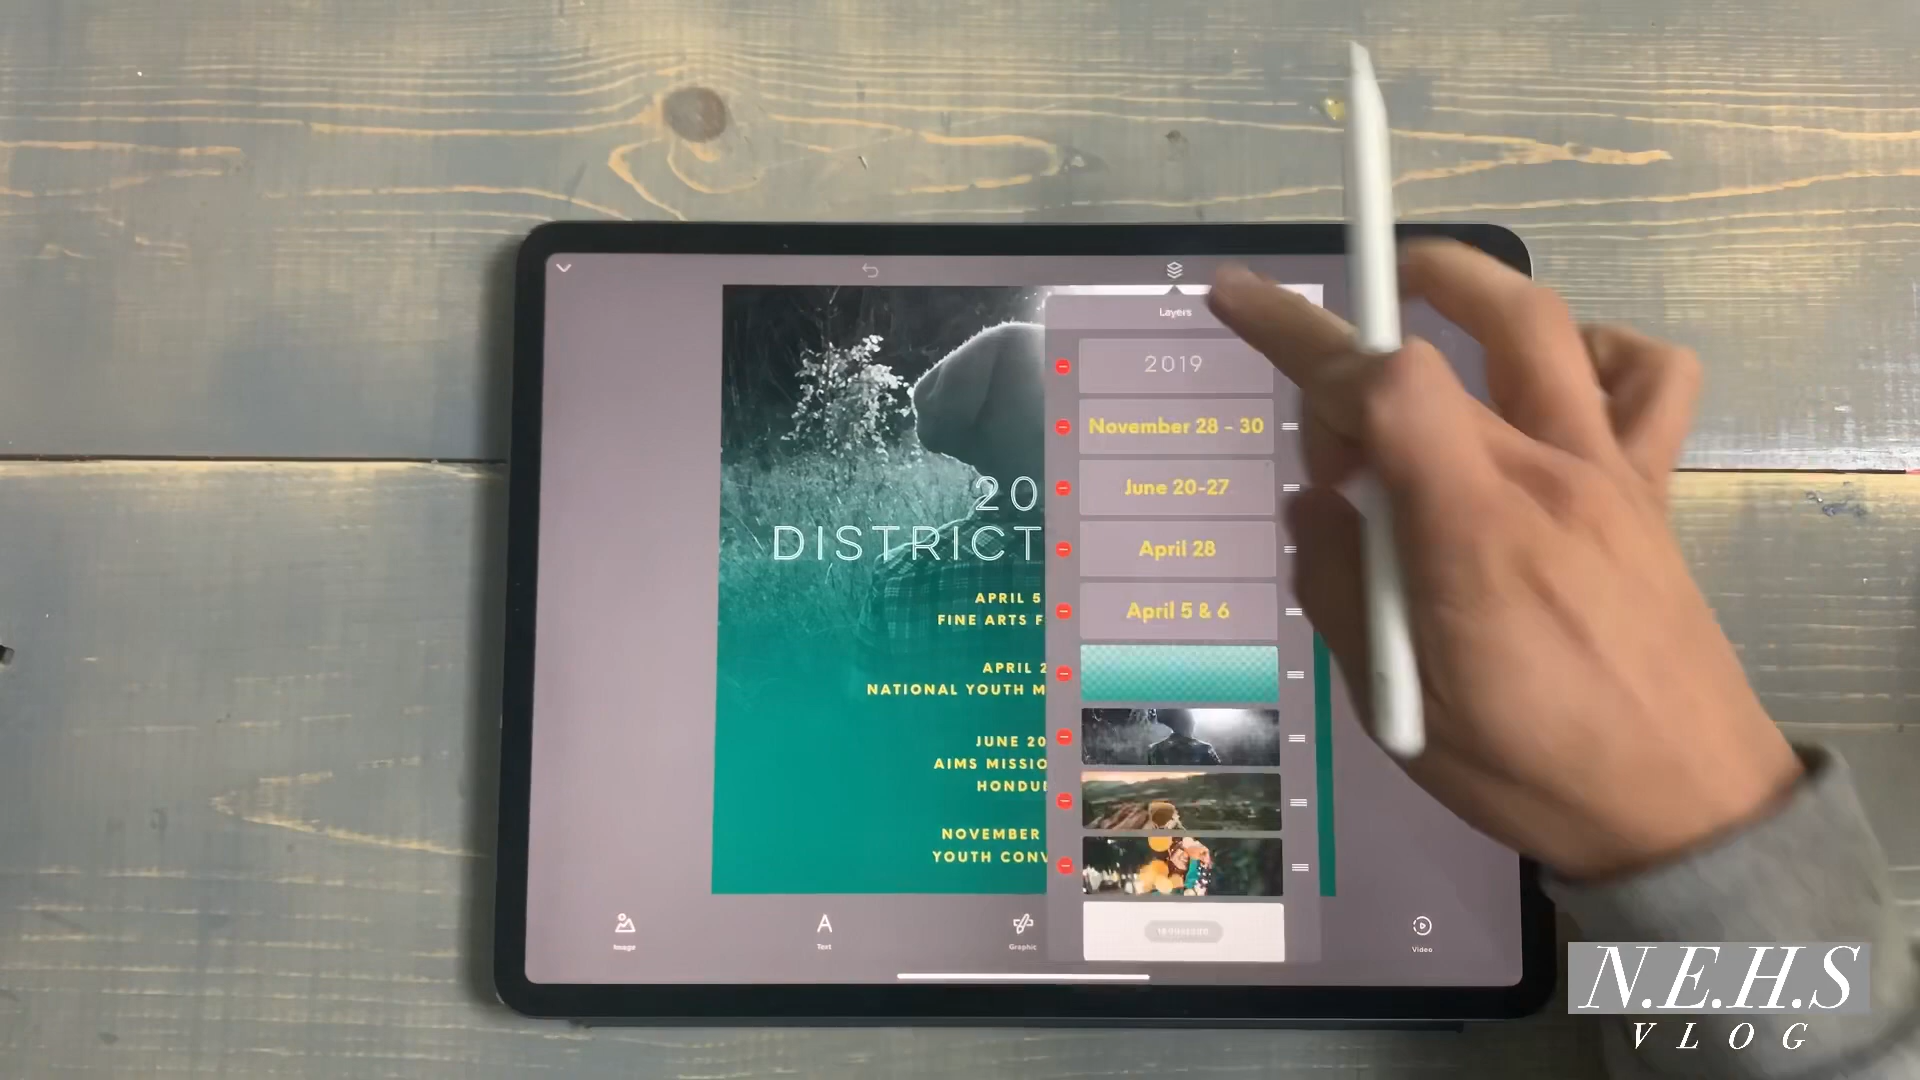 Layers
2019
November 28 - 30
June 20-27
April 28
April 5 & 6
20
DISTRICT
APRIL 5
FINE ARTS F
APRIL 2
NATIONAL YOUTH M
JUNE 20
AIMS MISSIO
HONDU
NOVEMBER
YOUTH CONV
Image
Text
Graphic
Video
N.E.H.S
VLOG